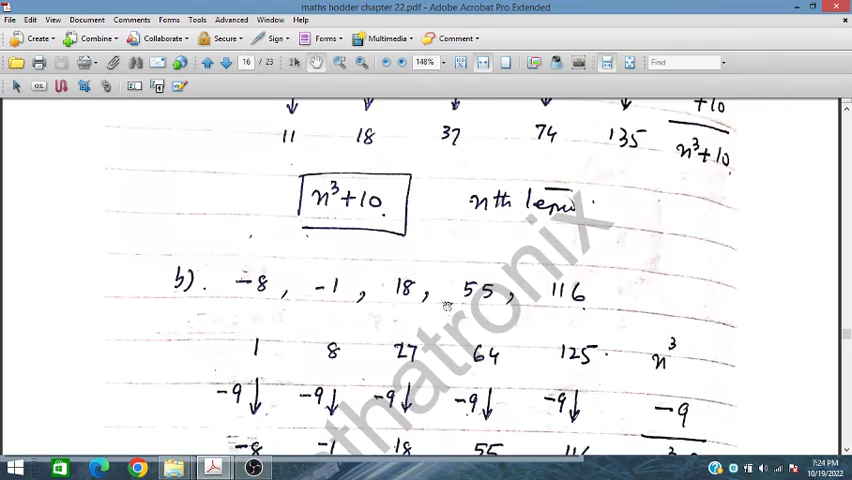 maths hodder chapter 22.pdf - Adobe Acrobat Pro Extended
File Edit View Document Comments Forms Tools Advanced Window Help
Create Combine Collaborate Secure Sign Forms Multimedia Comment
16 / 23 148% Find
+10
11 18 32 74 135 n³+10
n³+10 nth
b). -8, -1, 18, 55, 116
1 8 27 64 125 n³
-9 -9 -9 -9 -9 -9
-8 -1 18 55 116
mathatronix
7:24 PM
10/19/2022